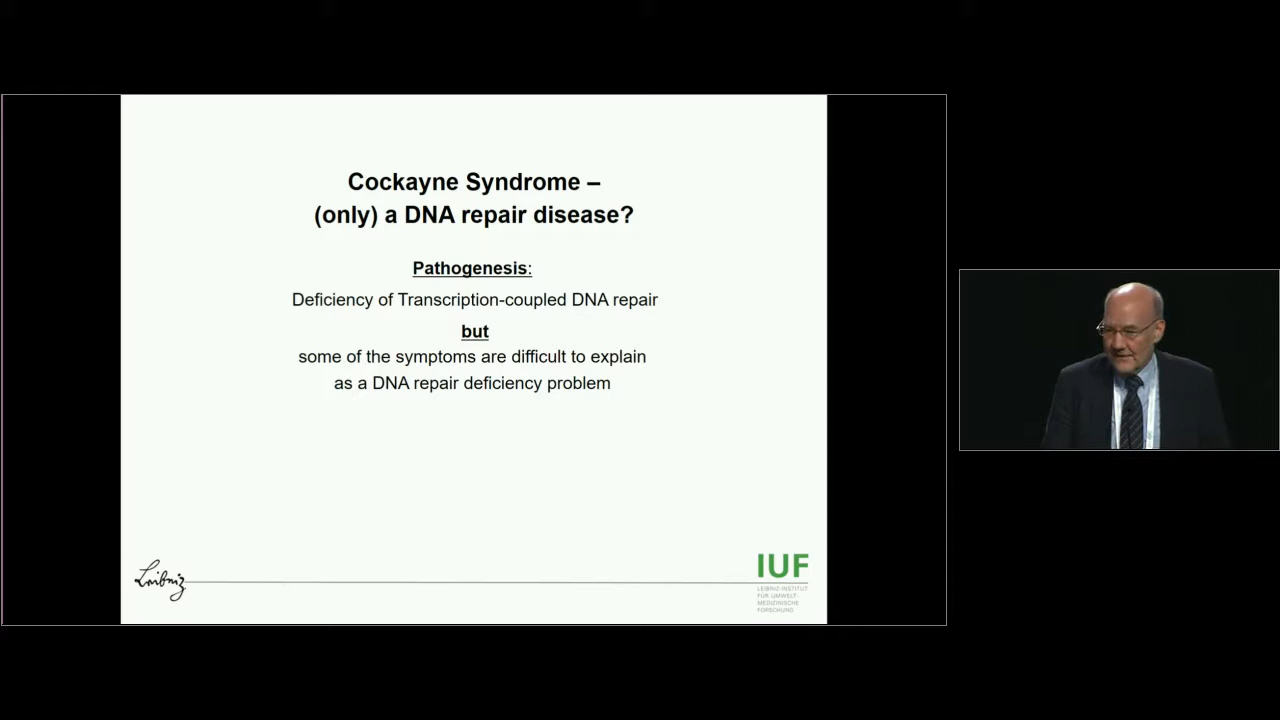 Cockayne Syndrome –
(only) a DNA repair disease?
Pathogenesis:
Deficiency of Transcription-coupled DNA repair
but
some of the symptoms are difficult to explain
as a DNA repair deficiency problem
Leibniz
IUF
LEIBNIZ-INSTITUT
FÜR UMWELT-
MEDIZINISCHE
FORSCHUNG